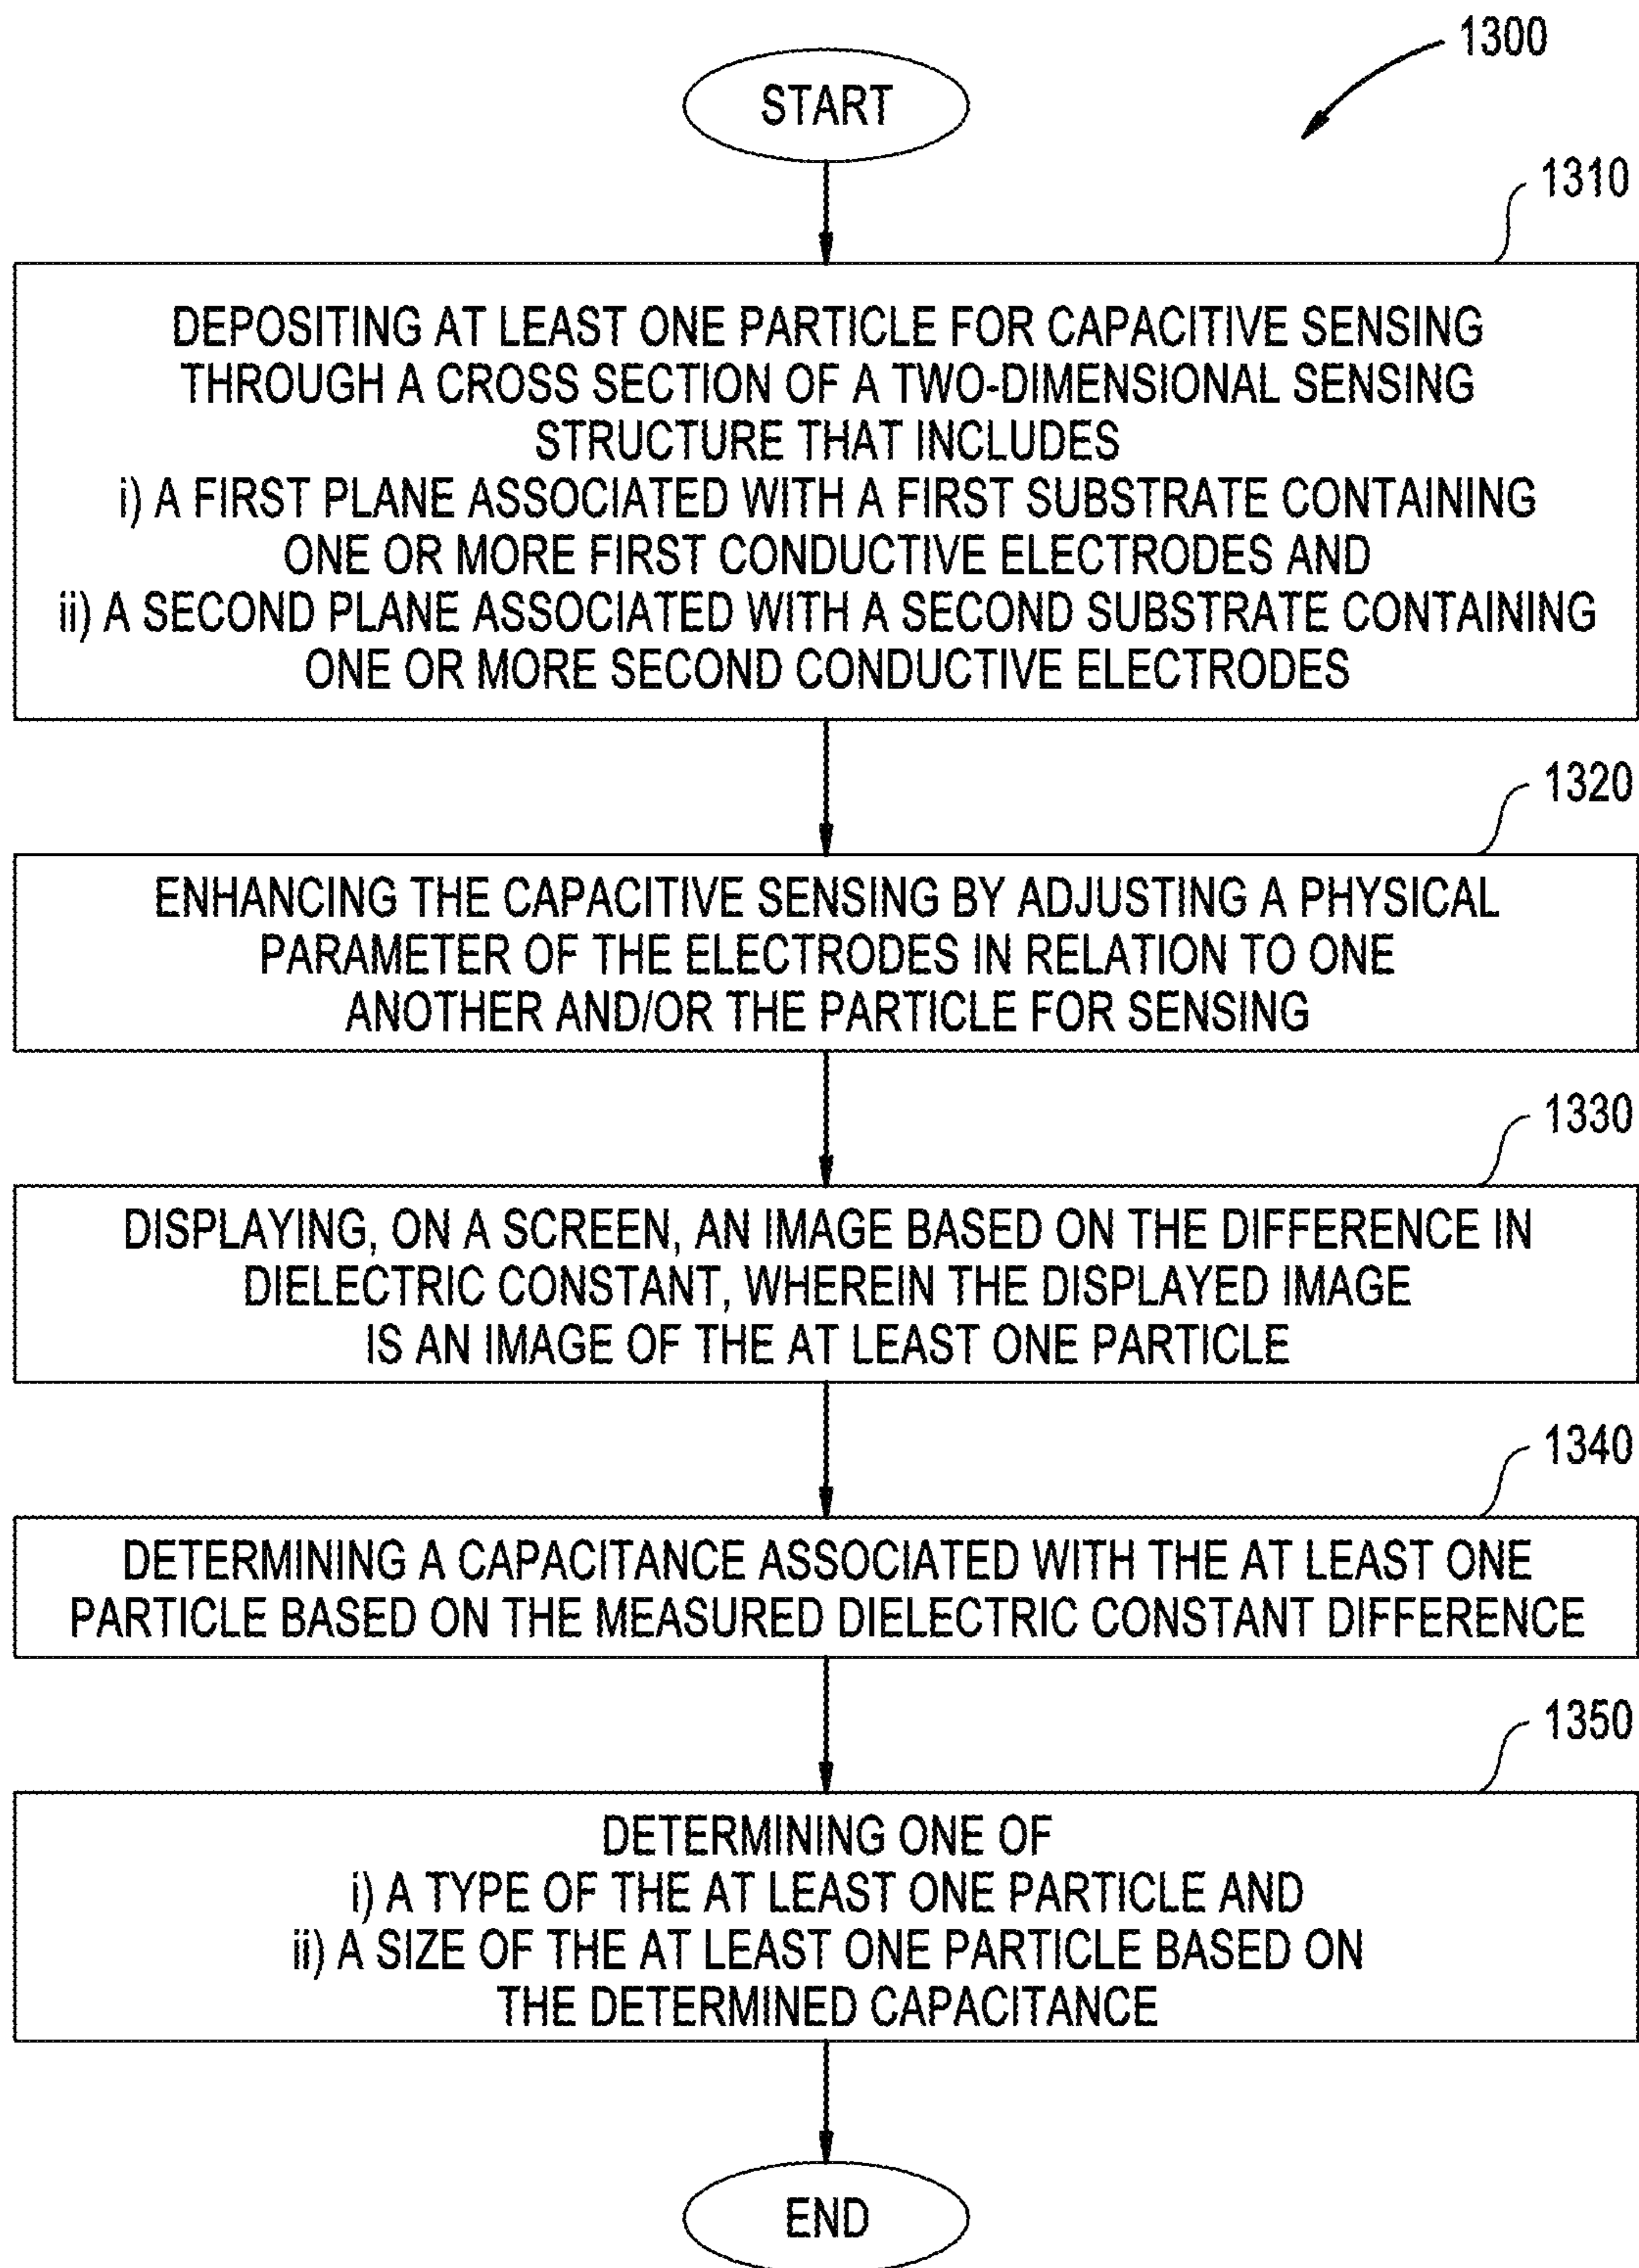 1300
START
1310
DEPOSITING AT LEAST ONE PARTICLE FOR CAPACITIVE SENSING
THROUGH A CROSS SECTION OF A TWO-DIMENSIONAL SENSING
STRUCTURE THAT INCLUDES
i) A FIRST PLANE ASSOCIATED WITH A FIRST SUBSTRATE CONTAINING
ONE OR MORE FIRST CONDUCTIVE ELECTRODES AND
ii) A SECOND PLANE ASSOCIATED WITH A SECOND SUBSTRATE CONTAINING
ONE OR MORE SECOND CONDUCTIVE ELECTRODES
1320
ENHANCING THE CAPACITIVE SENSING BY ADJUSTING A PHYSICAL
PARAMETER OF THE ELECTRODES IN RELATION TO ONE
ANOTHER AND/OR THE PARTICLE FOR SENSING
1330
DISPLAYING, ON A SCREEN, AN IMAGE BASED ON THE DIFFERENCE IN
DIELECTRIC CONSTANT, WHEREIN THE DISPLAYED IMAGE
IS AN IMAGE OF THE AT LEAST ONE PARTICLE
1340
DETERMINING A CAPACITANCE ASSOCIATED WITH THE AT LEAST ONE
PARTICLE BASED ON THE MEASURED DIELECTRIC CONSTANT DIFFERENCE
1350
DETERMINING ONE OF
i) A TYPE OF THE AT LEAST ONE PARTICLE AND
ii) A SIZE OF THE AT LEAST ONE PARTICLE BASED ON
THE DETERMINED CAPACITANCE
END